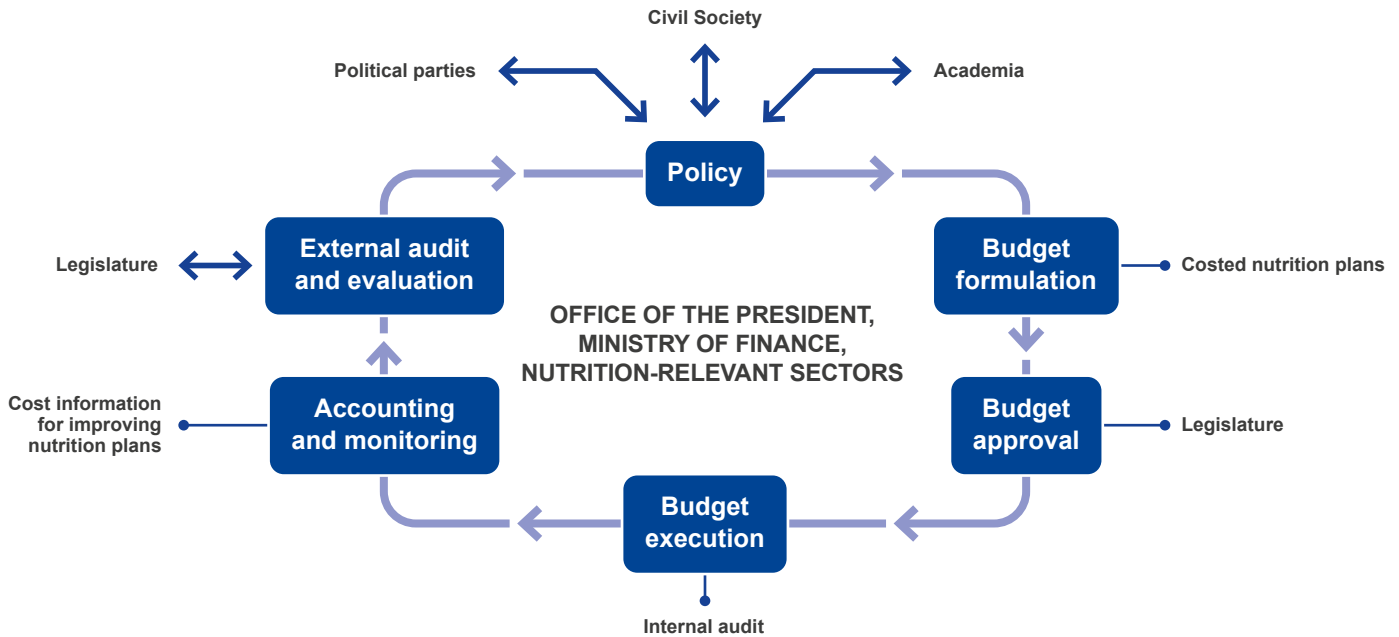 Civil Society
Political parties
Academia
Policy
External audit
and evaluation
Budget
formulation
Legislature
Costed nutrition plans
OFFICE OF THE PRESIDENT,
MINISTRY OF FINANCE,
NUTRITION-RELEVANT SECTORS
Cost information
for improving
nutrition plans
Accounting
and monitoring
Budget
approval
Legislature
Budget
execution
Internal audit